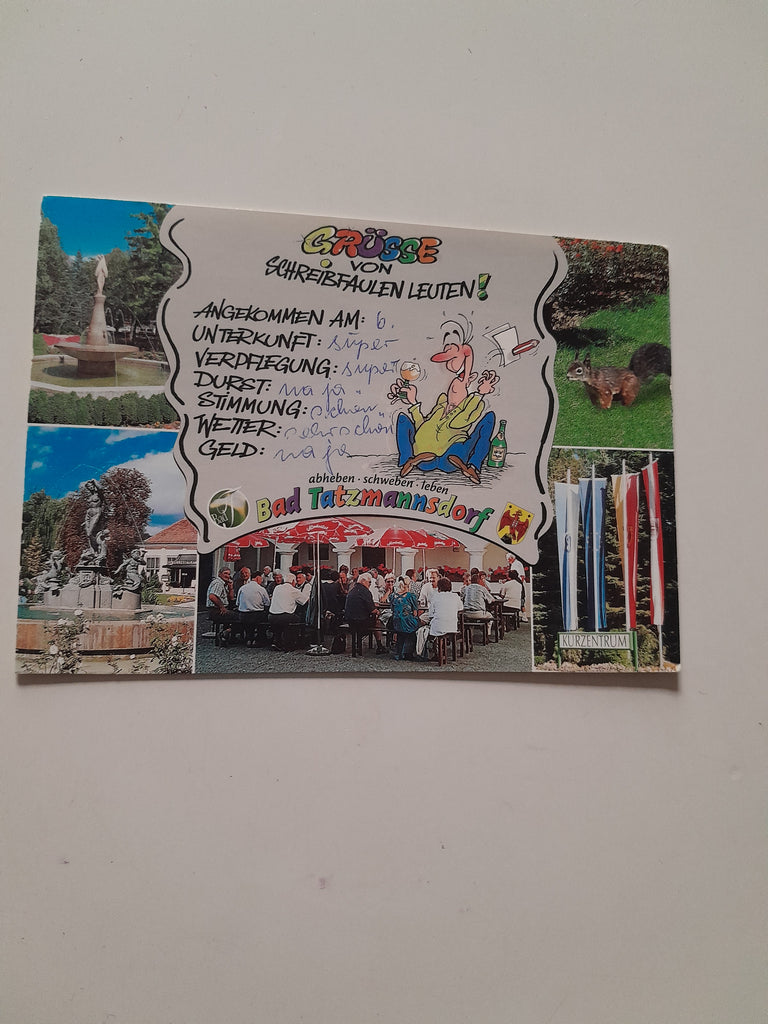 GRÜSSE
VON
SCHREIBFAULEN LEUTEN!
ANGEKOMMEN AM: 6.
UNTERKUNFT: super
VERPFLEGUNG: super
DURST: na ja
STIMMUNG: schön
WETTER: sehr schön
GELD: na ja
abheben · schweben · leben
Bad Tatzmannsdorf
KURZENTRUM